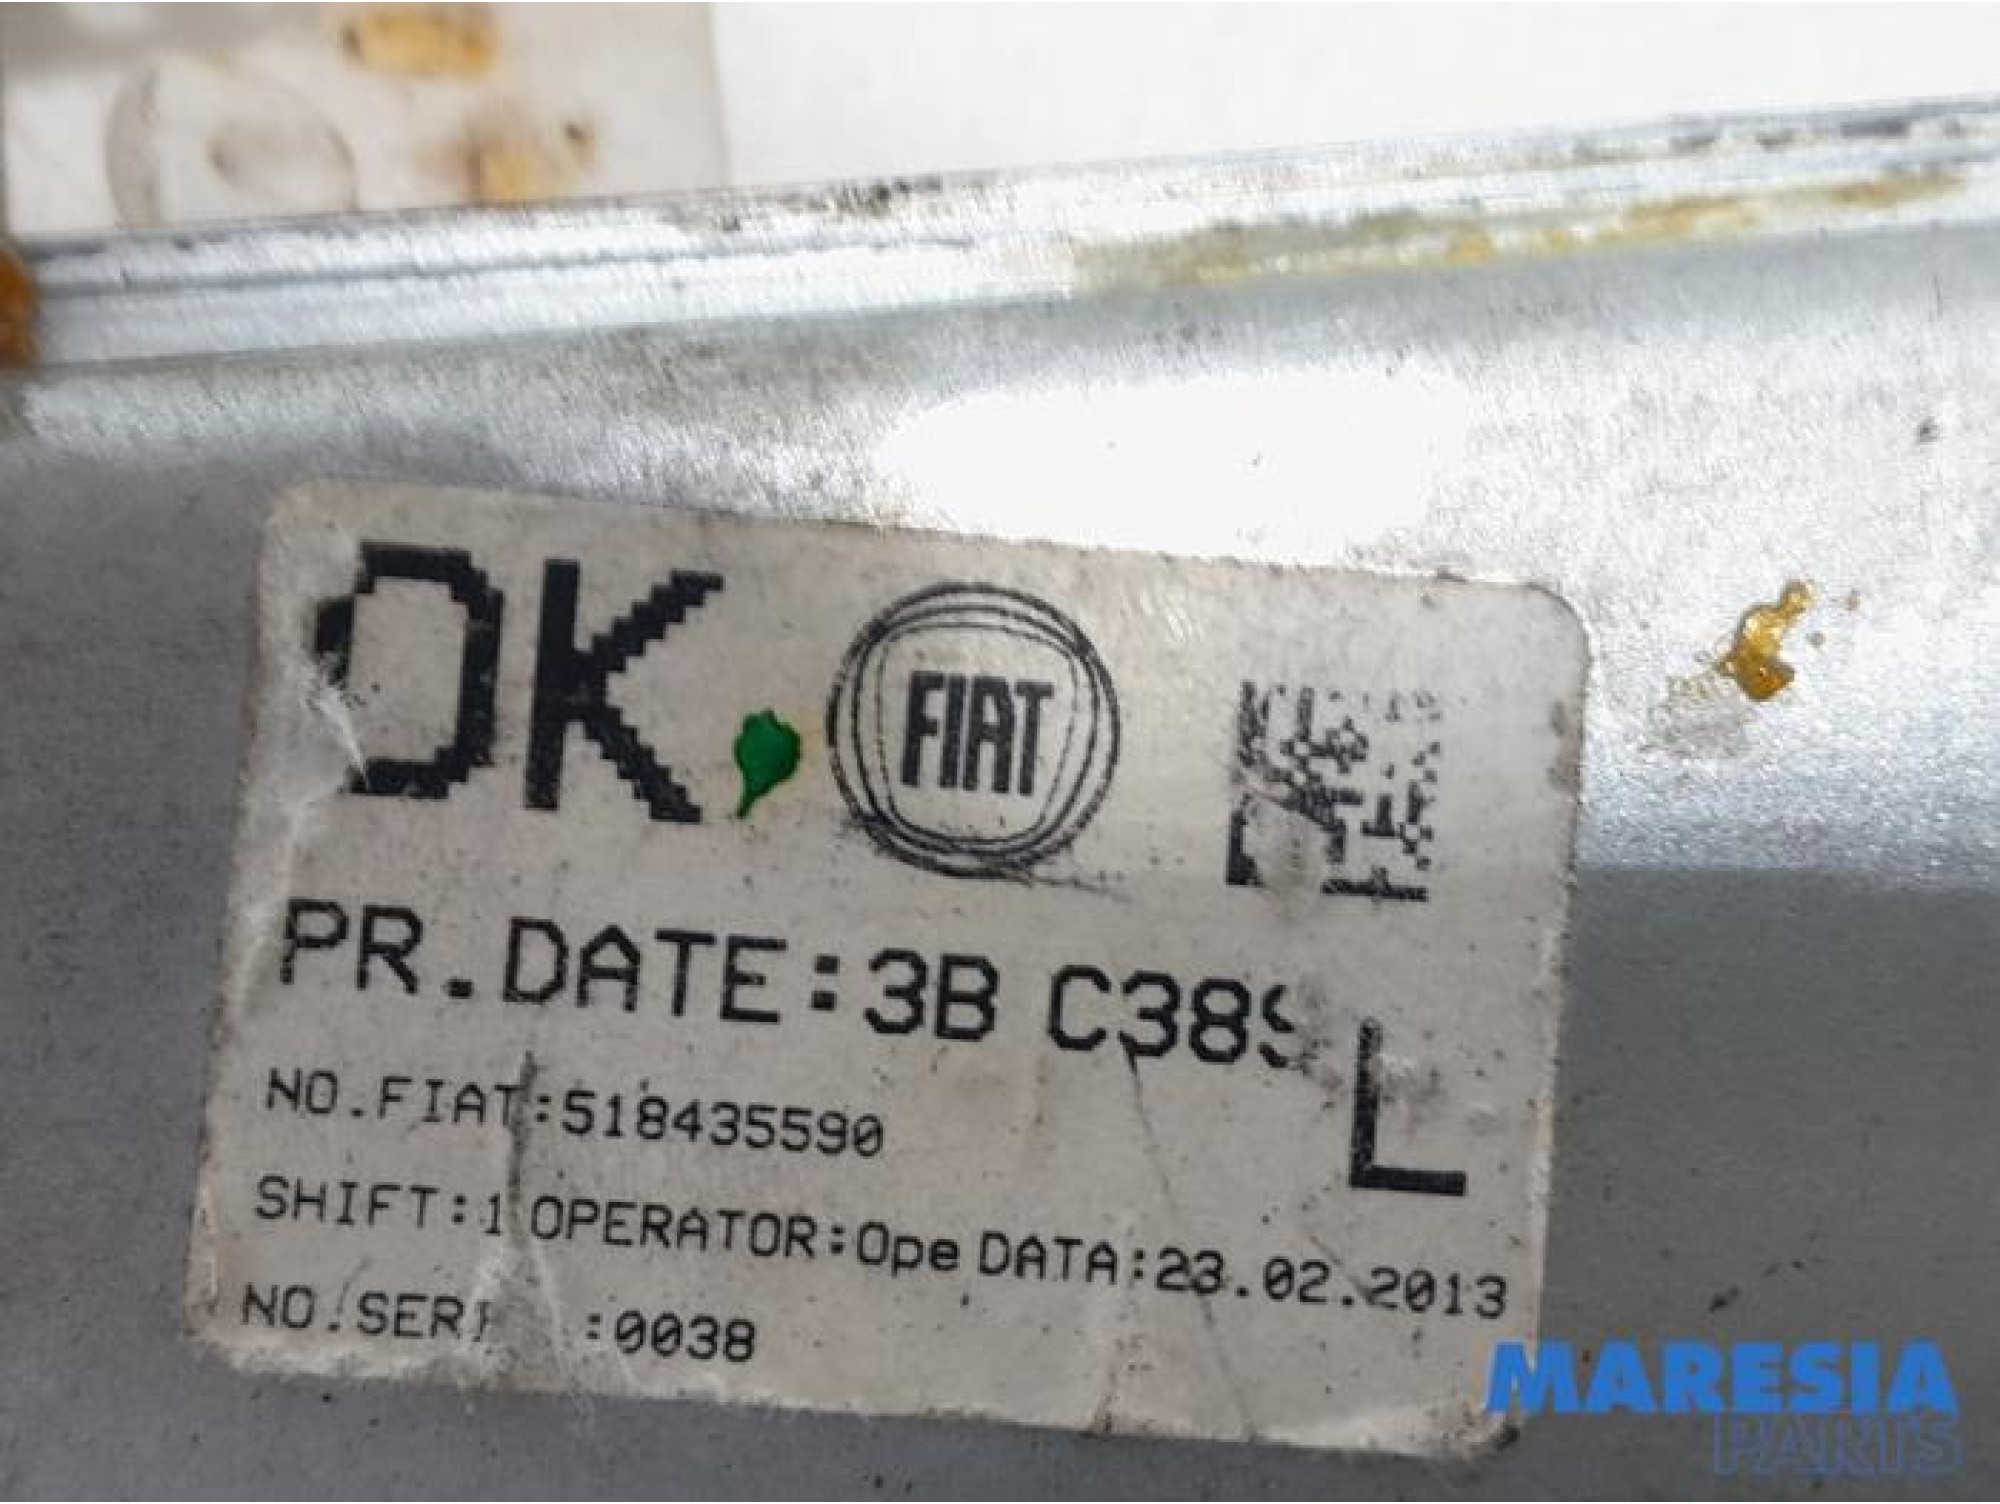 OK
FIAT
PR.DATE:3B C38
L
NO.FIAT:518435590
SHIFT:1 OPERATOR:Ope DATA:23.02.2013
:0038
MARESIA
PARTS